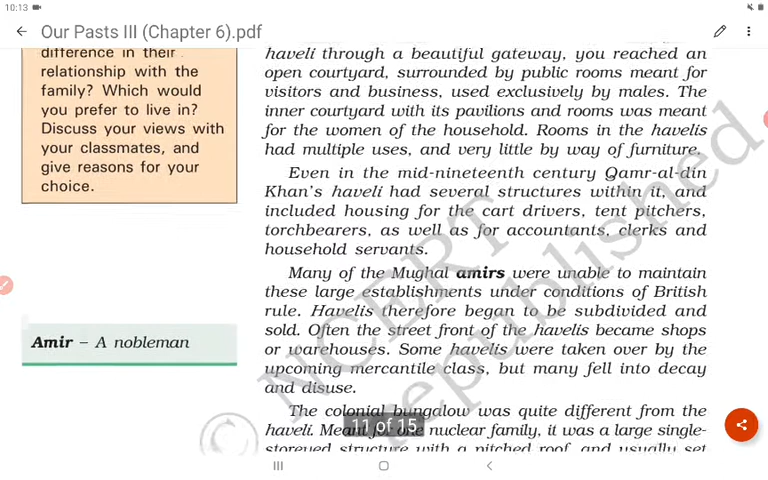 10:13
Our Pasts III (Chapter 6).pdf
difference in their
relationship with the
family? Which would
you prefer to live in?
Discuss your views with
your classmates, and
give reasons for your
choice.
Amir – A nobleman
haveli through a beautiful gateway, you reached an
open courtyard, surrounded by public rooms meant for
visitors and business, used exclusively by males. The
inner courtyard with its pavilions and rooms was meant
for the women of the household. Rooms in the havelis
had multiple uses, and very little by way of furniture.
Even in the mid-nineteenth century Qamr-al-din
Khan's haveli had several structures within it, and
included housing for the cart drivers, tent pitchers,
torchbearers, as well as for accountants, clerks and
household servants.
Many of the Mughal amirs were unable to maintain
these large establishments under conditions of British
rule. Havelis therefore began to be subdivided and
sold. Often the street front of the havelis became shops
or warehouses. Some havelis were taken over by the
upcoming mercantile class, but many fell into decay
and disuse.
The colonial bungalow was quite different from the
haveli. Meant for one nuclear family, it was a large single-
storeyed structure with a pitched roof, and usually set
11 of 15
© NCERT
republished